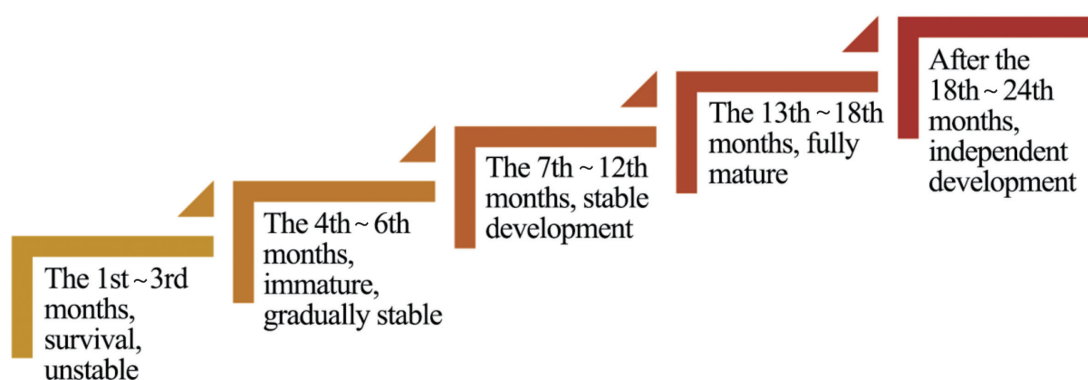 The 1st ~ 3rd
months,
survival,
unstable
The 4th ~ 6th
months,
immature,
gradually stable
The 7th ~ 12th
months, stable
development
The 13th ~ 18th
months, fully
mature
After the
18th ~ 24th
months,
independent
development